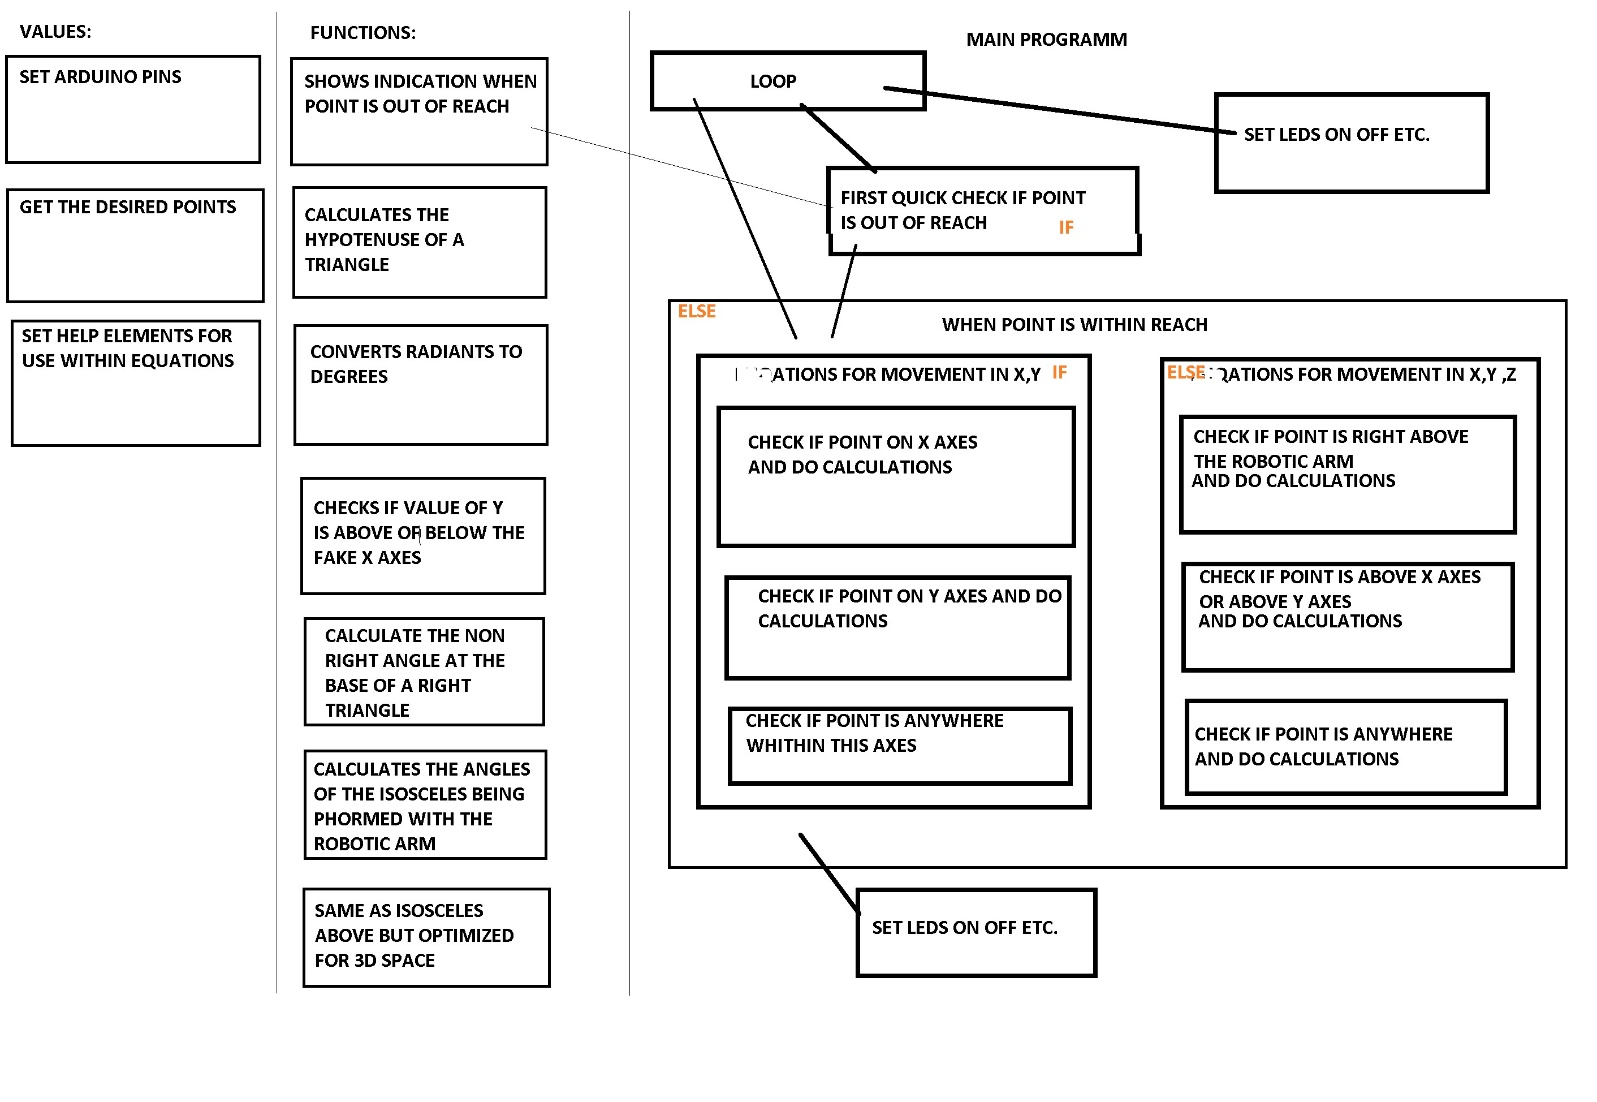 VALUES:
SET ARDUINO PINS
GET THE DESIRED POINTS
SET HELP ELEMENTS FOR
USE WITHIN EQUATIONS
FUNCTIONS:
SHOWS INDICATION WHEN
POINT IS OUT OF REACH
CALCULATES THE
HYPOTENUSE OF A
TRIANGLE
CONVERTS RADIANTS TO
DEGREES
CHECKS IF VALUE OF Y
IS ABOVE OR BELOW THE
FAKE X AXES
CALCULATE THE NON
RIGHT ANGLE AT THE
BASE OF A RIGHT
TRIANGLE
CALCULATES THE ANGLES
OF THE ISOSCELES BEING
PHORMED WITH THE
ROBOTIC ARM
SAME AS ISOSCELES
ABOVE BUT OPTIMIZED
FOR 3D SPACE
MAIN PROGRAMM
LOOP
SET LEDS ON OFF ETC.
FIRST QUICK CHECK IF POINT
IS OUT OF REACH
IF
ELSE
WHEN POINT IS WITHIN REACH
FOR MOVEMENT IN X,Y IF
CHECK IF POINT ON X AXES
AND DO CALCULATIONS
CHECK IF POINT ON Y AXES AND DO
CALCULATIONS
CHECK IF POINT IS ANYWHERE
WHITHIN THIS AXES
ELSE FOR MOVEMENT IN X,Y ,Z
CHECK IF POINT IS RIGHT ABOVE
THE ROBOTIC ARM
AND DO CALCULATIONS
CHECK IF POINT IS ABOVE X AXES
OR ABOVE Y AXES
AND DO CALCULATIONS
CHECK IF POINT IS ANYWHERE
AND DO CALCULATIONS
SET LEDS ON OFF ETC.